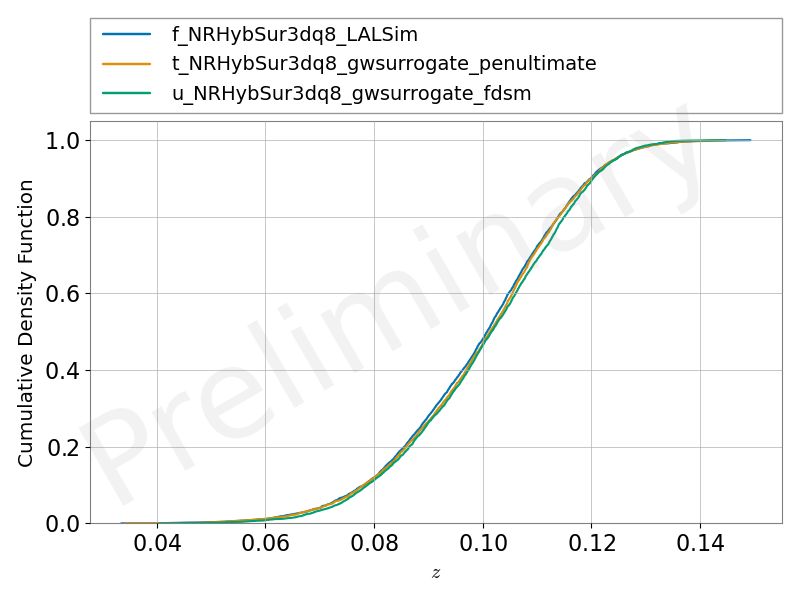 f_NRHybSur3dq8_LALSim
t_NRHybSur3dq8_gwsurrogate_penultimate
u_NRHybSur3dq8_gwsurrogate_fdsm
Preliminary
Cumulative Density Function
1.0
0.8
0.6
0.4
0.2
0.0
0.04 0.06 0.08 0.10 0.12 0.14
z